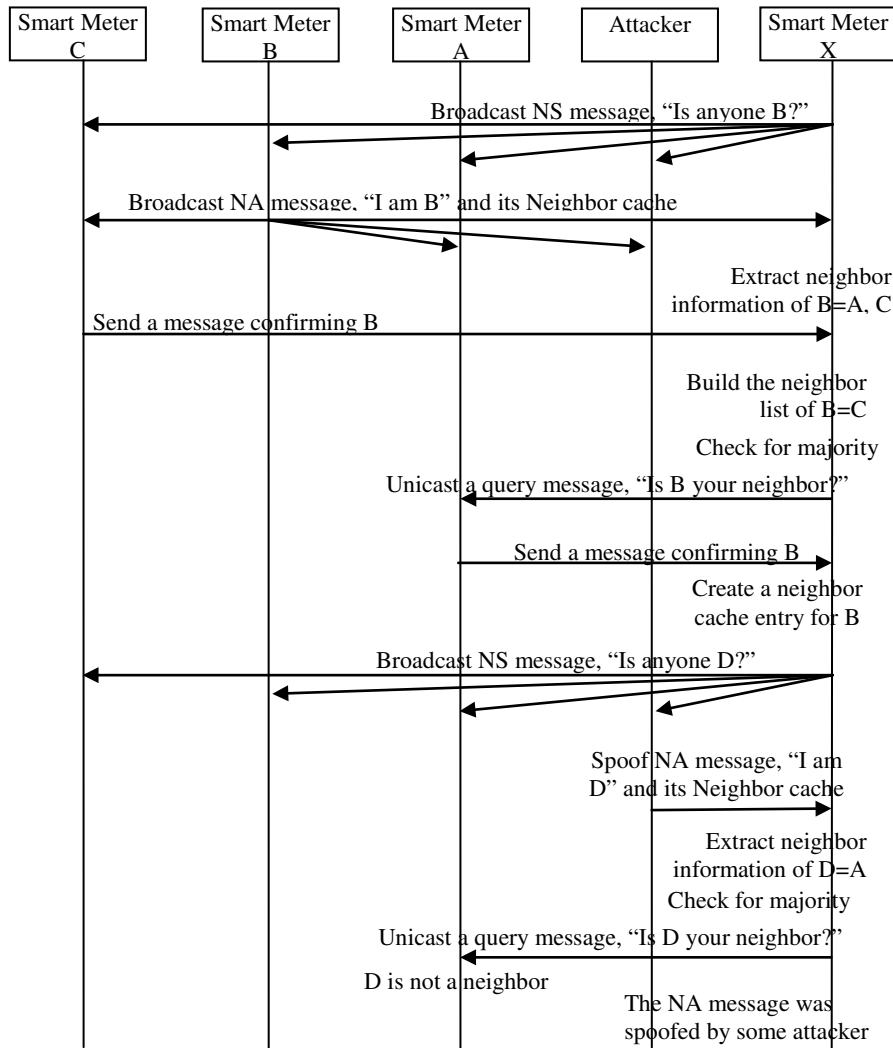 Smart Meter
C
Smart Meter
B
Smart Meter
A
Attacker
Smart Meter
X
Broadcast NS message, “Is anyone B?”
Broadcast NA message, “I am B” and its Neighbor cache
Extract neighbor
information of B=A, C
Send a message confirming B
Build the neighbor
list of B=C
Check for majority
Unicast a query message, “Is B your neighbor?”
Send a message confirming B
Create a neighbor
cache entry for B
Broadcast NS message, “Is anyone D?”
Spoof NA message, “I am
D” and its Neighbor cache
Extract neighbor
information of D=A
Check for majority
Unicast a query message, “Is D your neighbor?”
D is not a neighbor
The NA message was
spoofed by some attacker